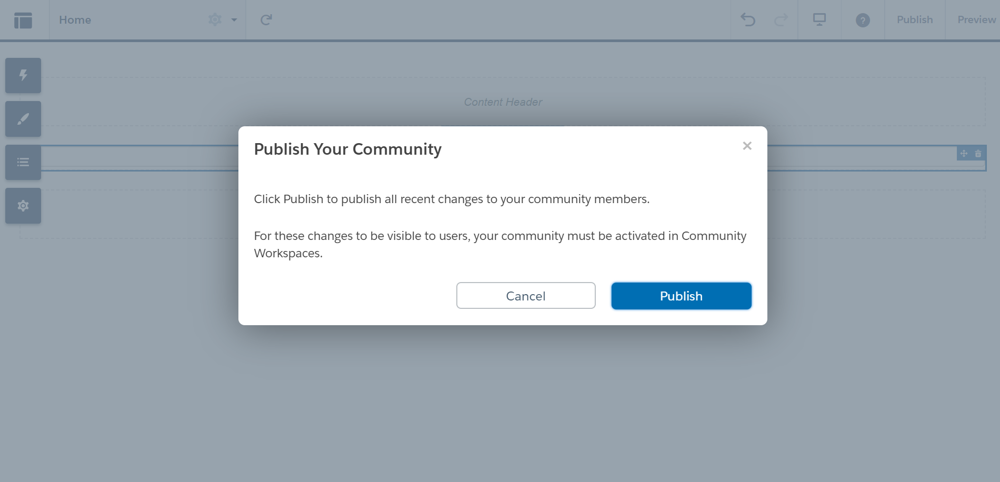 Home
Publish
Preview
Content Header
Publish Your Community
Click Publish to publish all recent changes to your community members.
For these changes to be visible to users, your community must be activated in Community
Workspaces.
Cancel
Publish